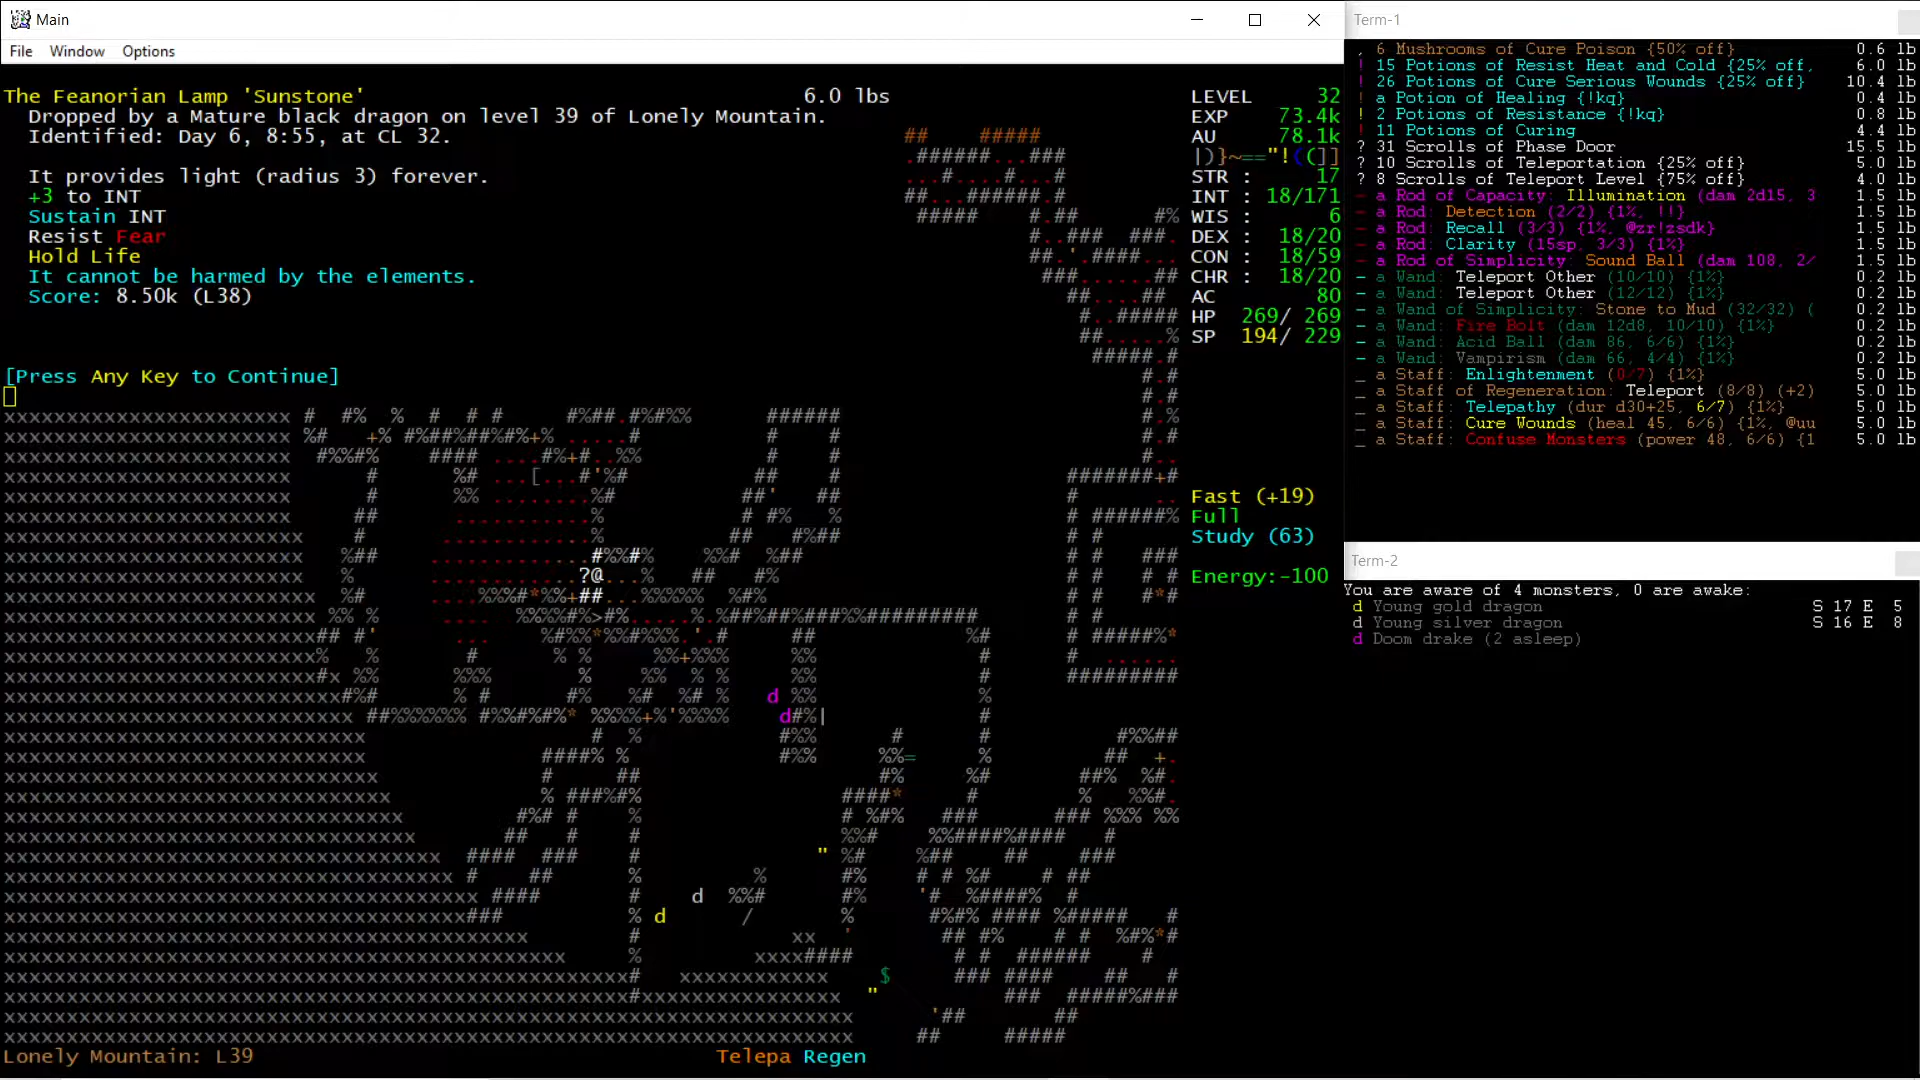 Main
File Window Options
The Feanorian Lamp 'Sunstone' 6.0 lbs
Dropped by a Mature black dragon on level 39 of Lonely Mountain.
Identified: Day 6, 8:55, at CL 32.
It provides light (radius 3) forever.
+3 to INT
Sustain INT
Resist Fear
Hold Life
It cannot be harmed by the elements.
Score: 8.50k (L38)
[Press Any Key to Continue]
LEVEL 32
EXP 73.4k
AU 78.1k
|)}~=="!((]]
STR : 17
INT : 18/171
WIS : 6
DEX : 18/20
CON : 18/59
CHR : 18/20
AC 80
HP 269/ 269
SP 194/ 229
Fast (+19)
Full
Study (63)
Energy:-100
Lonely Mountain: L39
Telepa Regen
Term-1
, 6 Mushrooms of Cure Poison {50% off} 0.6 lb
! 15 Potions of Resist Heat and Cold {25% off, 6.0 lb
! 26 Potions of Cure Serious Wounds {25% off} 10.4 lb
! a Potion of Healing {!kq} 0.4 lb
! 2 Potions of Resistance {!kq} 0.8 lb
! 11 Potions of Curing 4.4 lb
? 31 Scrolls of Phase Door 15.5 lb
? 10 Scrolls of Teleportation {25% off} 5.0 lb
? 8 Scrolls of Teleport Level {75% off} 4.0 lb
- a Rod of Capacity: Illumination (dam 2d15, 3 1.5 lb
- a Rod: Detection (2/2) {1%, !!} 1.5 lb
- a Rod: Recall (3/3) {1%, @zr!zsdk} 1.5 lb
- a Rod: Clarity (15sp, 3/3) {1%} 1.5 lb
- a Rod of Simplicity: Sound Ball (dam 108, 2/ 1.5 lb
- a Wand: Teleport Other (10/10) {1%} 0.2 lb
- a Wand: Teleport Other (12/12) {1%} 0.2 lb
- a Wand of Simplicity: Stone to Mud (32/32) ( 0.2 lb
- a Wand: Fire Bolt (dam 12d8, 10/10) {1%} 0.2 lb
- a Wand: Acid Ball (dam 86, 6/6) {1%} 0.2 lb
- a Wand: Vampirism (dam 66, 4/4) {1%} 0.2 lb
_ a Staff: Enlightenment (0/7) {1%} 5.0 lb
_ a Staff of Regeneration: Teleport (8/8) (+2) 5.0 lb
_ a Staff: Telepathy (dur d30+25, 6/7) {1%} 5.0 lb
_ a Staff: Cure Wounds (heal 45, 6/6) {1%, @uu 5.0 lb
_ a Staff: Confuse Monsters (power 48, 6/6) {1 5.0 lb
Term-2
You are aware of 4 monsters, 0 are awake:
d Young gold dragon S 17 E 5
d Young silver dragon S 16 E 8
d Doom drake (2 asleep)